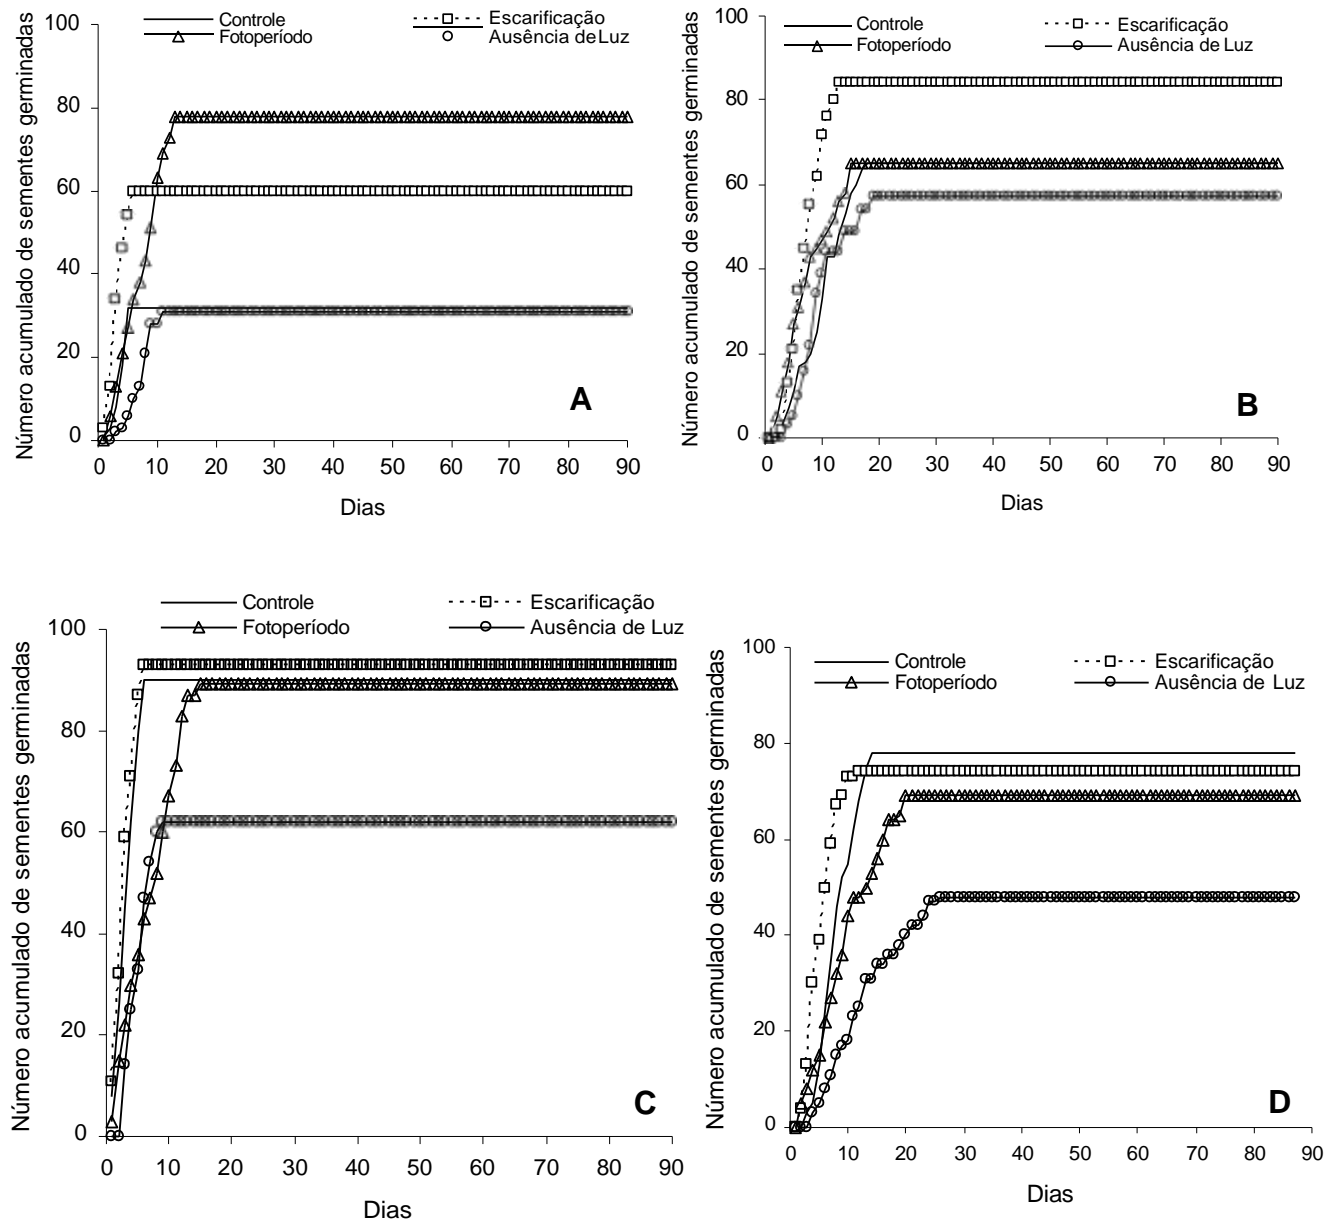 Número acumulado de sementes germinadas
Controle
Escarificação
Fotoperíodo
Ausência de Luz
100
80
60
40
20
0
0 10 20 30 40 50 60 70 80 90
Dias
A
Número acumulado de sementes germinadas
Controle
Escarificação
Fotoperíodo
Ausência de Luz
100
80
60
40
20
0
0 10 20 30 40 50 60 70 80 90
Dias
B
Número acumulado de sementes germinadas
Controle
Escarificação
Fotoperíodo
Ausência de Luz
100
80
60
40
20
0
0 10 20 30 40 50 60 70 80 90
Dias
C
Número acumulado de sementes germinadas
Controle
Escarificação
Fotoperíodo
Ausência de Luz
100
80
60
40
20
0
0 10 20 30 40 50 60 70 80 90
Dias
D